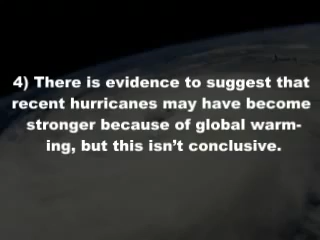 4) There is evidence to suggest that
recent hurricanes may have become
stronger because of global warm-
ing, but this isn’t conclusive.